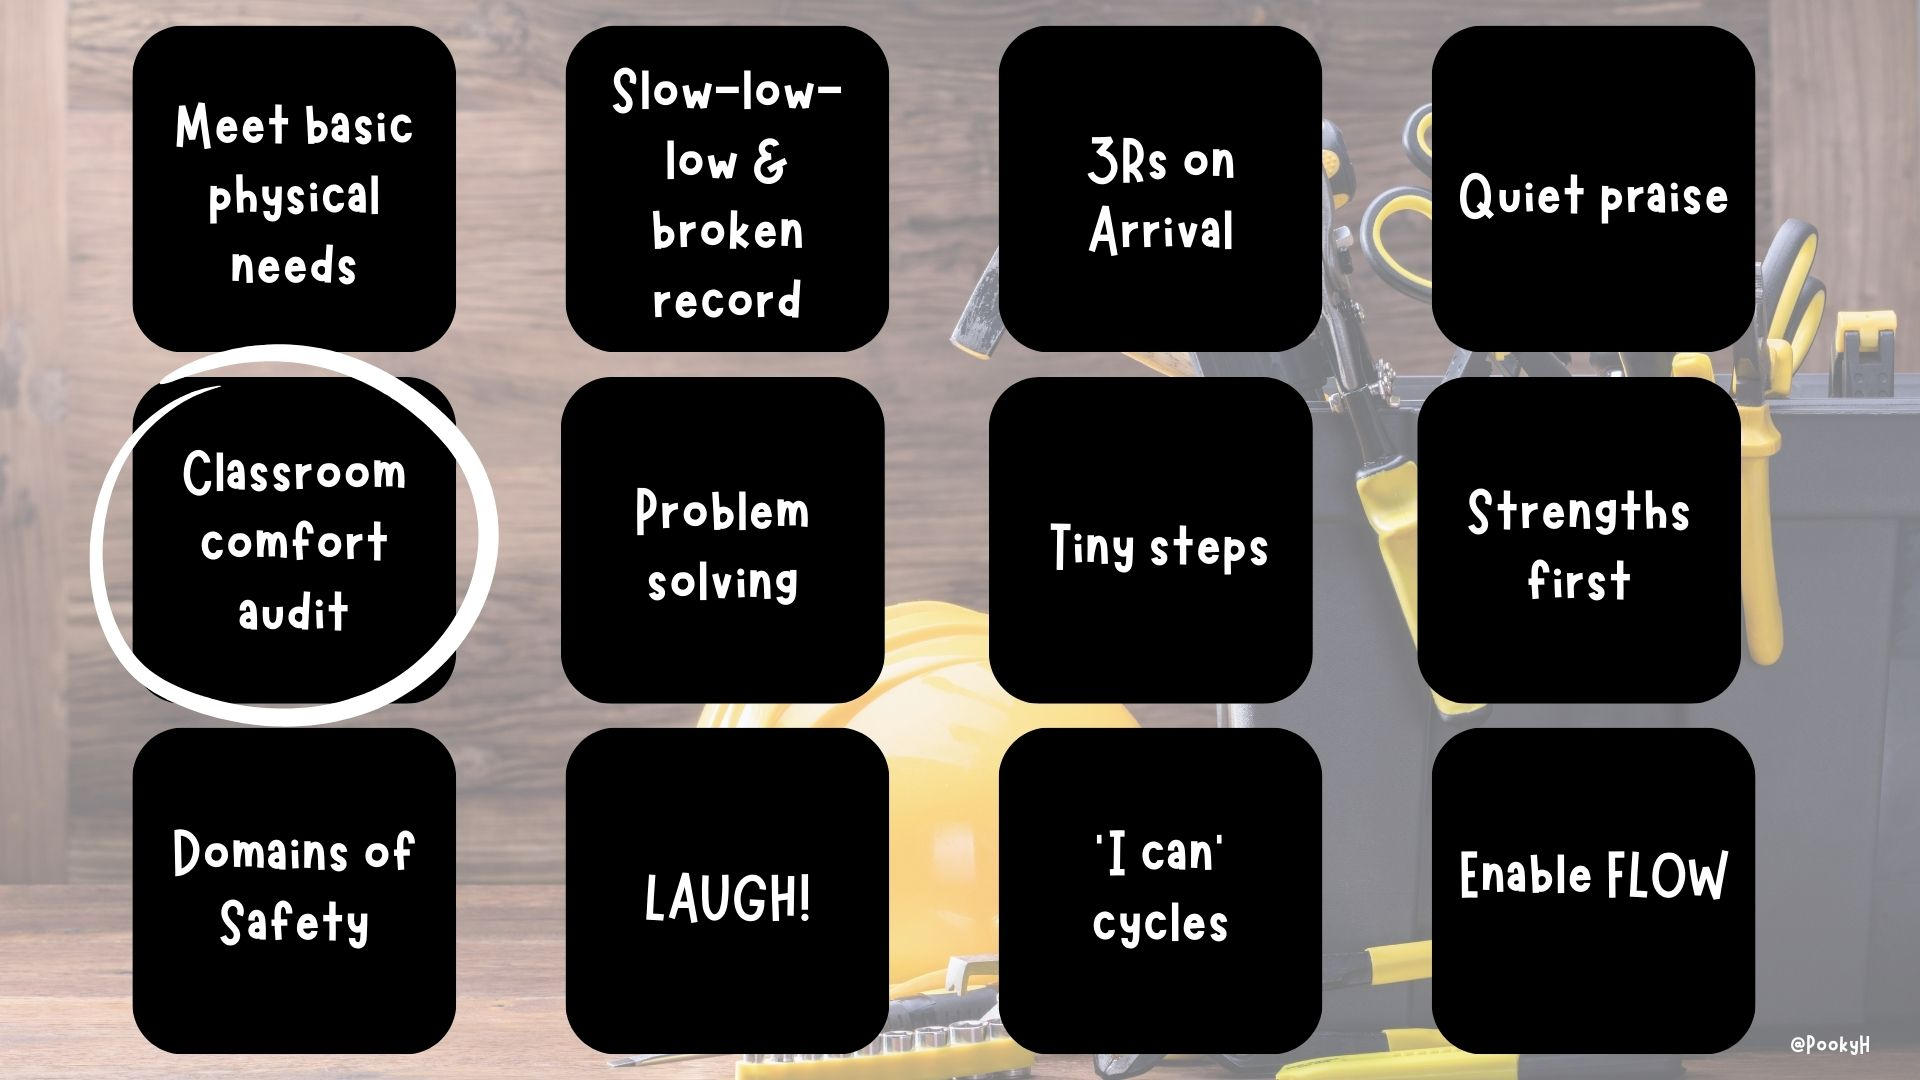 Meet basic
physical
needs
Slow-low-
low &
broken
record
3Rs on
Arrival
Quiet praise
Classroom
comfort
audit
Problem
solving
Tiny steps
Strengths
first
Domains of
Safety
LAUGH!
'I can'
cycles
Enable FLOW
@PookyH